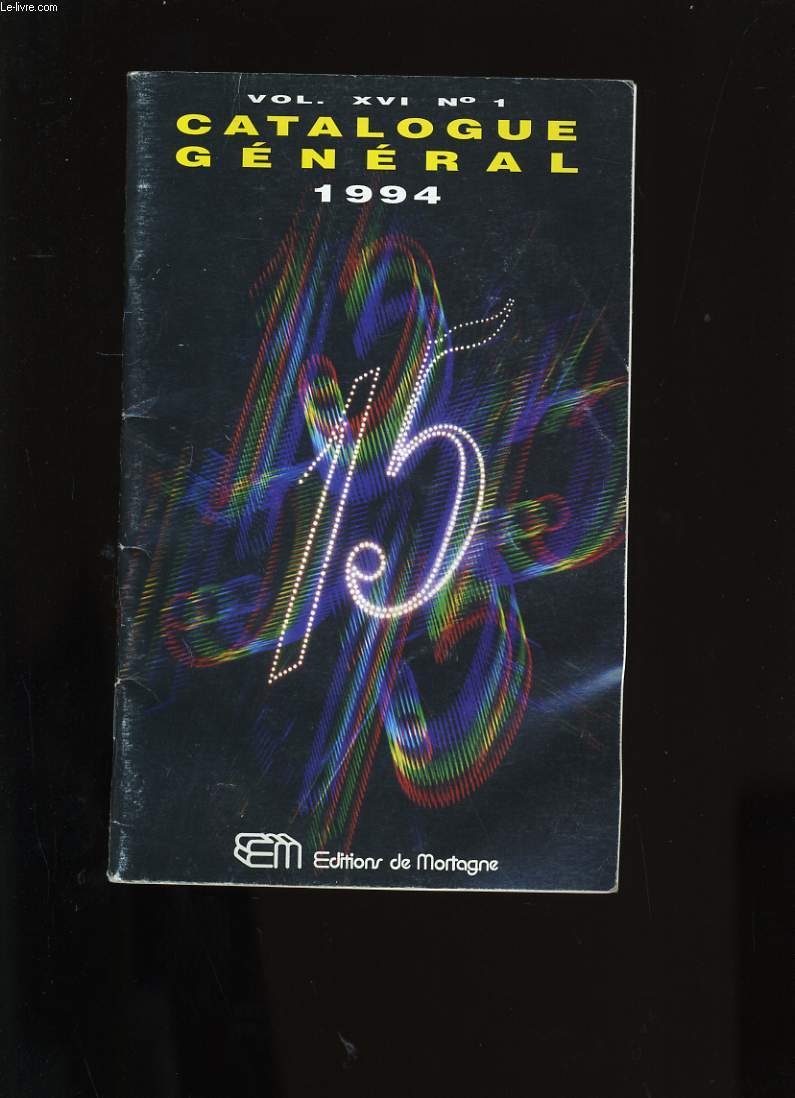 Le-livre.com
VOL. XVI Nº 1
CATALOGUE
GÉNÉRAL
1994
15
EM Editions de Mortagne